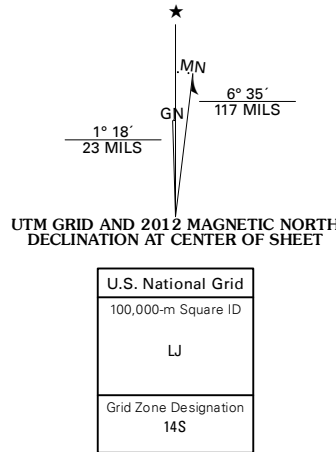 ★
MN
GN
6° 35´
117 MILS
1° 18´
23 MILS
UTM GRID AND 2012 MAGNETIC NORTH
DECLINATION AT CENTER OF SHEET
U.S. National Grid
100,000-m Square ID
LJ
Grid Zone Designation
14S